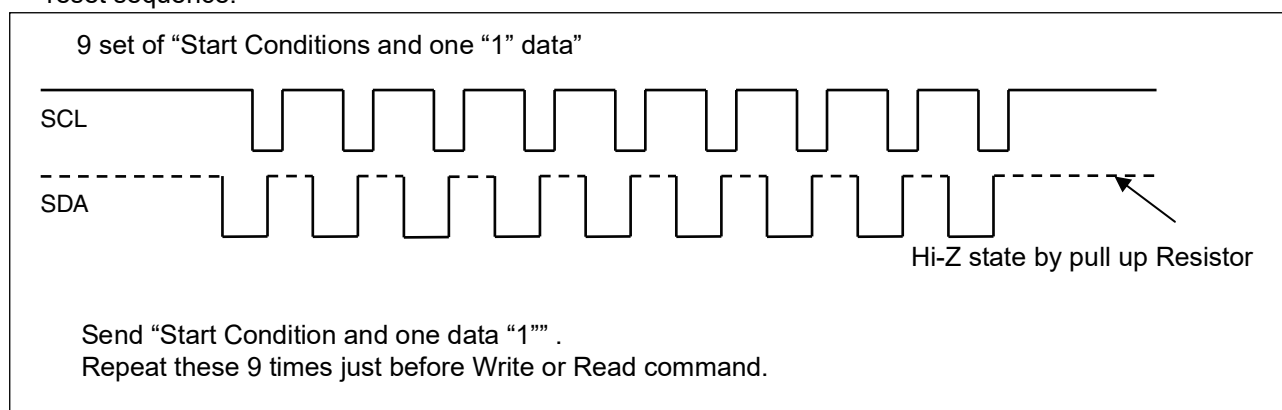 reset sequence.
9 set of “Start Conditions and one “1” data”
SCL
SDA
Hi-Z state by pull up Resistor
Send “Start Condition and one data “1”” .
Repeat these 9 times just before Write or Read command.